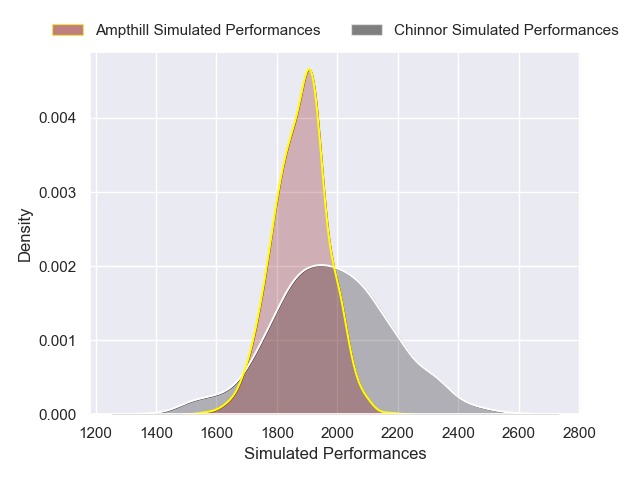 Ampthill Simulated Performances Chinnor Simulated Performances
0.004
0.003
0.002
0.001
0.000
Density
1200 1400 1600 1800 2000 2200 2400 2600 2800
Simulated Performances